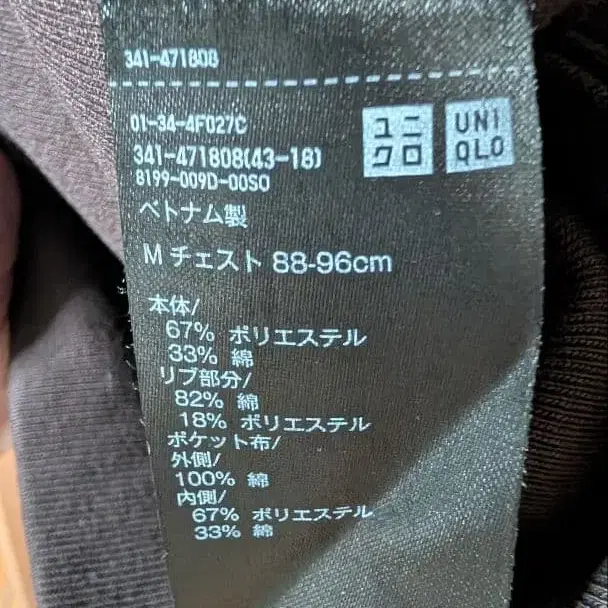 341-471808
01-34-4F027C
341-471808(43-18)
8199-009D-00SO
ユニ
クロ
UNI
QLO
ベトナム製
M チェスト 88-96cm
本体/
67% ポリエステル
33% 綿
リブ部分/
82% 綿
18% ポリエステル
ポケット布/
外側/
100% 綿
内側/
67% ポリエステル
33% 綿